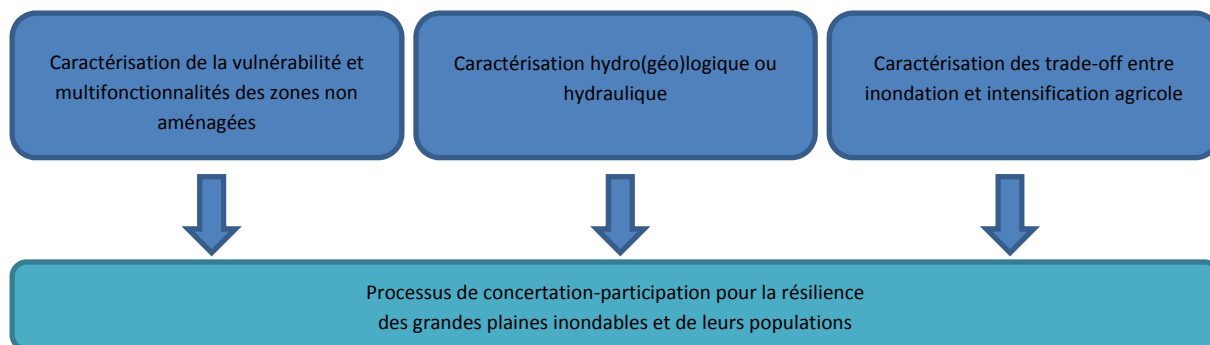 Caractérisation de la vulnérabilité et
multifonctionnalités des zones non
aménagées
Caractérisation hydro(géo)logique ou
hydraulique
Caractérisation des trade-off entre
inondation et intensification agricole
Processus de concertation-participation pour la résilience
des grandes plaines inondables et de leurs populations